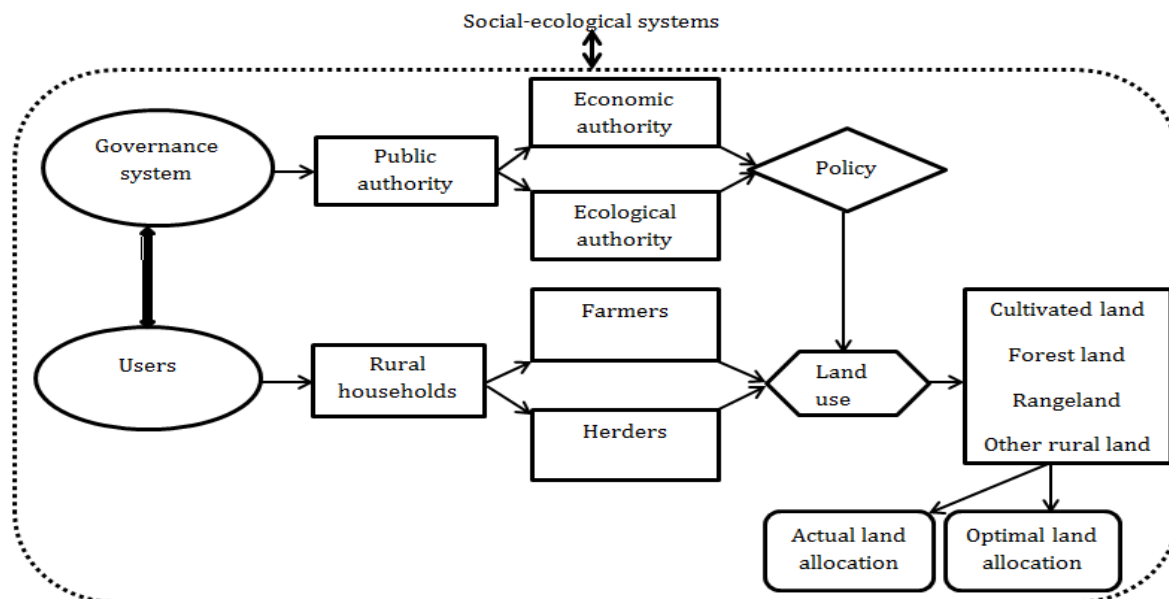 Social-ecological systems
Governance
system
Public
authority
Economic
authority
Ecological
authority
Policy
Users
Rural
households
Farmers
Herders
Land
use
Cultivated land
Forest land
Rangeland
Other rural land
Actual land
allocation
Optimal land
allocation